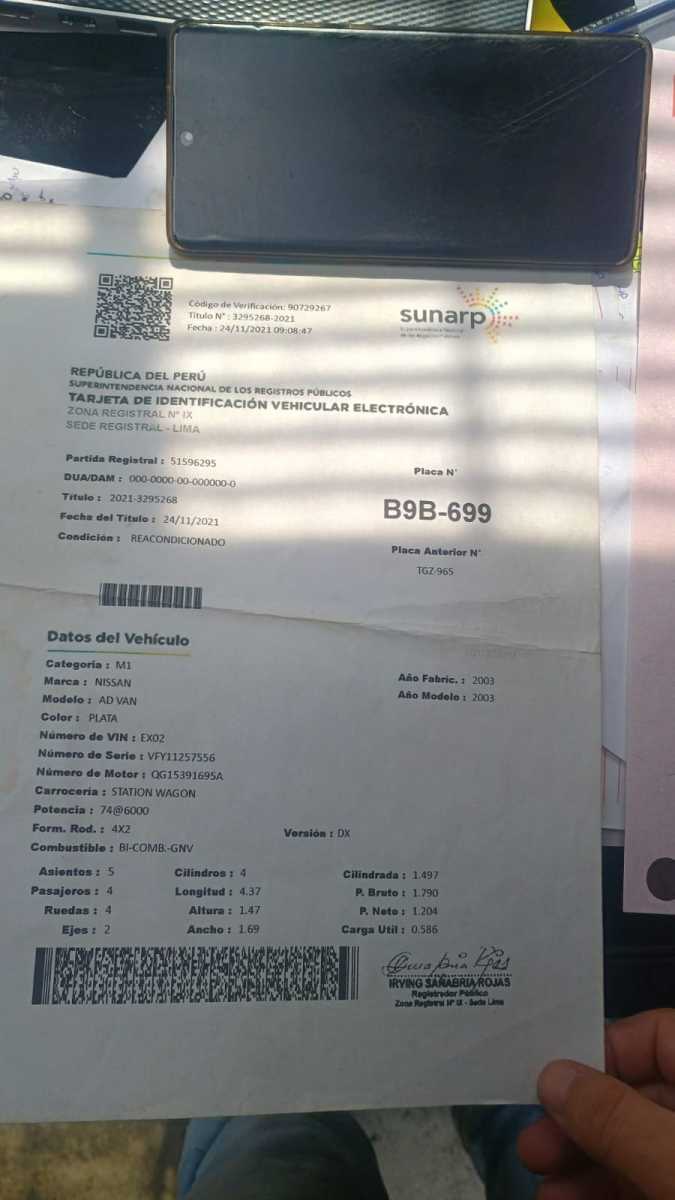 Código de Verificación: 90729267
Título N° : 3295268-2021
Fecha : 24/11/2021 09:08:47
sunarp
Superintendencia Nacional
de los Registros Públicos
REPÚBLICA DEL PERÚ
SUPERINTENDENCIA NACIONAL DE LOS REGISTROS PÚBLICOS
TARJETA DE IDENTIFICACIÓN VEHICULAR ELECTRÓNICA
ZONA REGISTRAL N° IX
SEDE REGISTRAL - LIMA
Partida Registral : 51596295
DUA/DAM : 000-0000-00-000000-0
Título : 2021-3295268
Fecha del Título : 24/11/2021
Condición : REACONDICIONADO
Placa N°
B9B-699
Placa Anterior N°
TGZ-965
Datos del Vehículo
Categoría : M1
Marca : NISSAN
Modelo : AD VAN
Color : PLATA
Número de VIN : EX02
Número de Serie : VFY11257556
Número de Motor : QG15391695A
Carrocería : STATION WAGON
Potencia : 74@6000
Form. Rod. : 4X2
Combustible : BI-COMB.-GNV
Año Fabric. : 2003
Año Modelo : 2003
Versión : DX
Asientos : 5 Cilindros : 4 Cilindrada : 1.497
Pasajeros : 4 Longitud : 4.37 P. Bruto : 1.790
Ruedas : 4 Altura : 1.47 P. Neto : 1.204
Ejes : 2 Ancho : 1.69 Carga Util : 0.586
IRVING SAÑABRIA ROJAS
Registrador Público
Zona Registral N° IX - Sede Lima